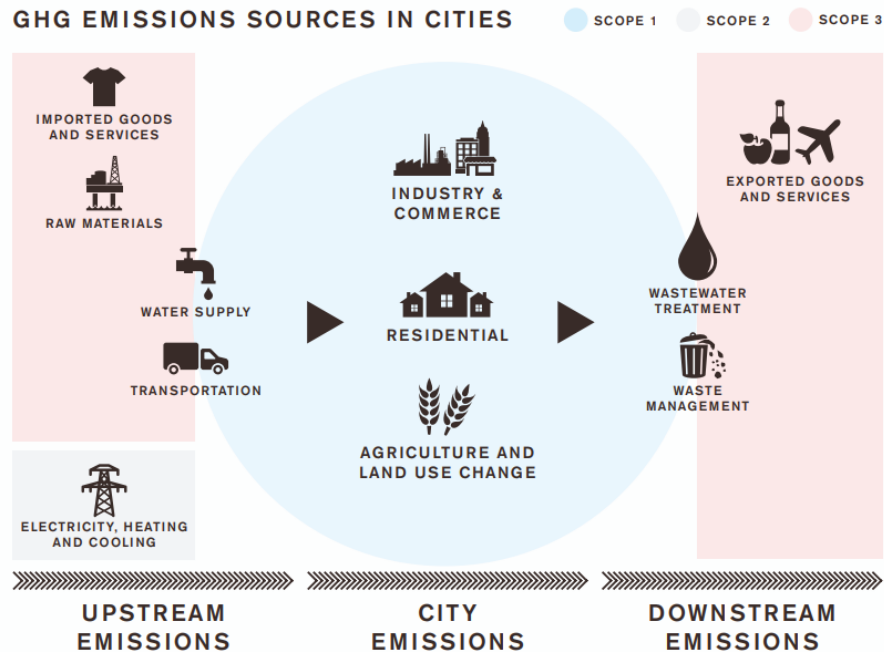 GHG EMISSIONS SOURCES IN CITIES
SCOPE 1
SCOPE 2
SCOPE 3
IMPORTED GOODS
AND SERVICES
RAW MATERIALS
WATER SUPPLY
TRANSPORTATION
ELECTRICITY, HEATING
AND COOLING
INDUSTRY &
COMMERCE
RESIDENTIAL
AGRICULTURE AND
LAND USE CHANGE
EXPORTED GOODS
AND SERVICES
WASTEWATER
TREATMENT
WASTE
MANAGEMENT
UPSTREAM
EMISSIONS
CITY
EMISSIONS
DOWNSTREAM
EMISSIONS